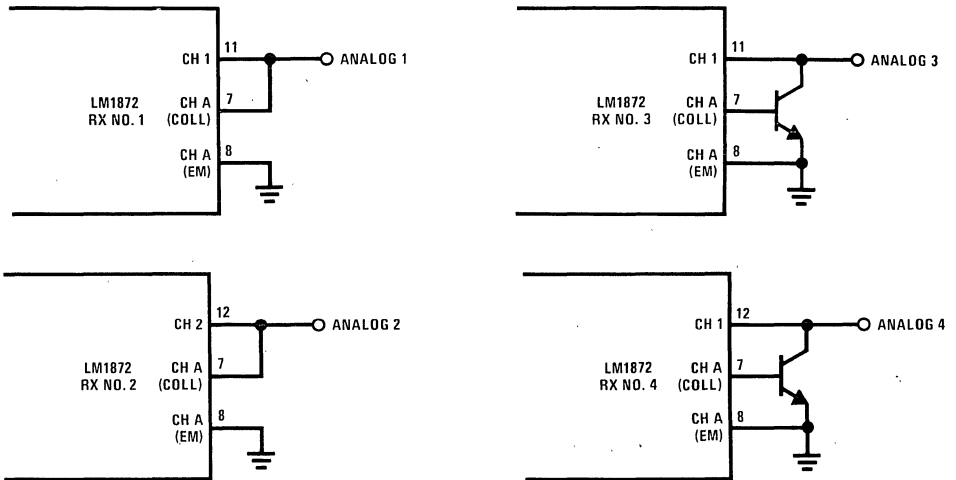 CH 1
11
ANALOG 1
LM1872
RX NO. 1
CH A
(COLL)
7
CH A
(EM)
8
CH 1
11
ANALOG 3
LM1872
RX NO. 3
CH A
(COLL)
7
CH A
(EM)
8
CH 2
12
ANALOG 2
LM1872
RX NO. 2
CH A
(COLL)
7
CH A
(EM)
8
CH 1
12
ANALOG 4
LM1872
RX NO. 4
CH A
(COLL)
7
CH A
(EM)
8